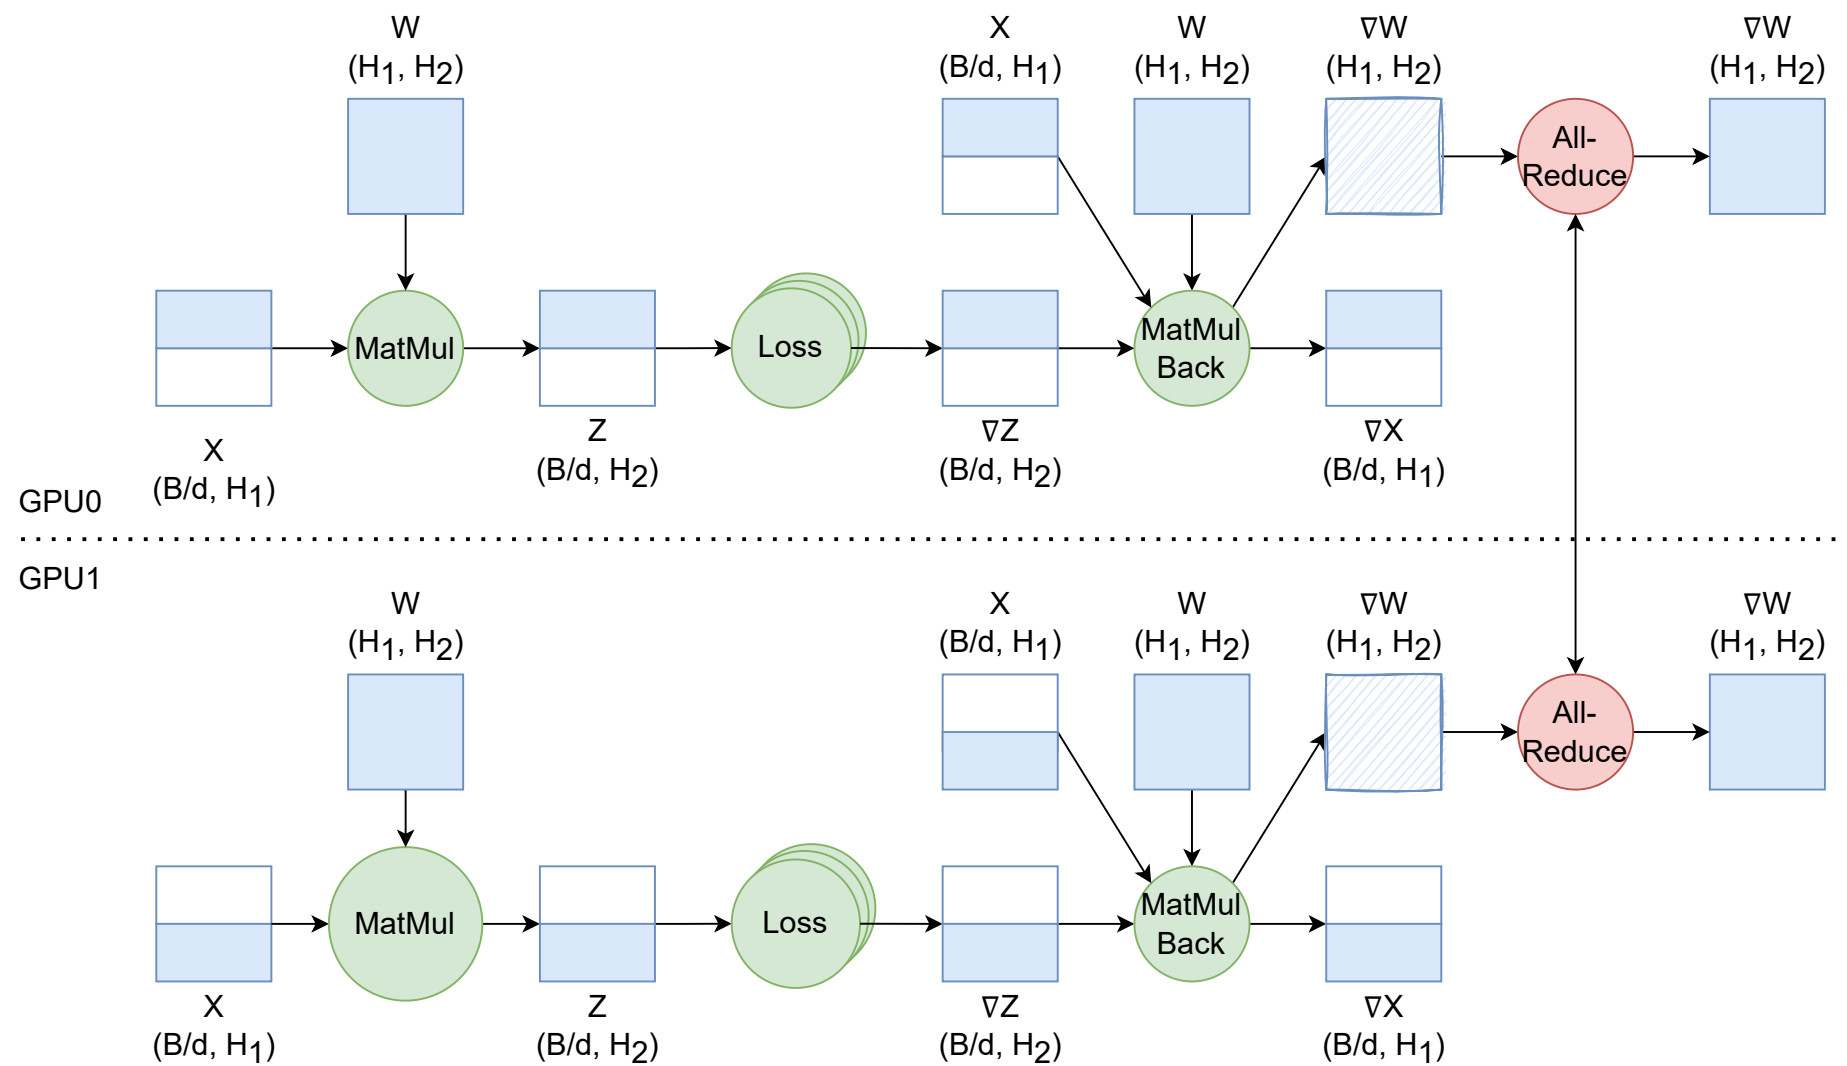 W
(H₁, H₂)
X
(B/d, H₁)
W
(H₁, H₂)
∇W
(H₁, H₂)
∇W
(H₁, H₂)
All-
Reduce
MatMul
Loss
MatMul
Back
X
(B/d, H₁)
Z
(B/d, H₂)
∇Z
(B/d, H₂)
∇X
(B/d, H₁)
GPU0
GPU1
W
(H₁, H₂)
X
(B/d, H₁)
W
(H₁, H₂)
∇W
(H₁, H₂)
∇W
(H₁, H₂)
All-
Reduce
MatMul
Loss
MatMul
Back
X
(B/d, H₁)
Z
(B/d, H₂)
∇Z
(B/d, H₂)
∇X
(B/d, H₁)